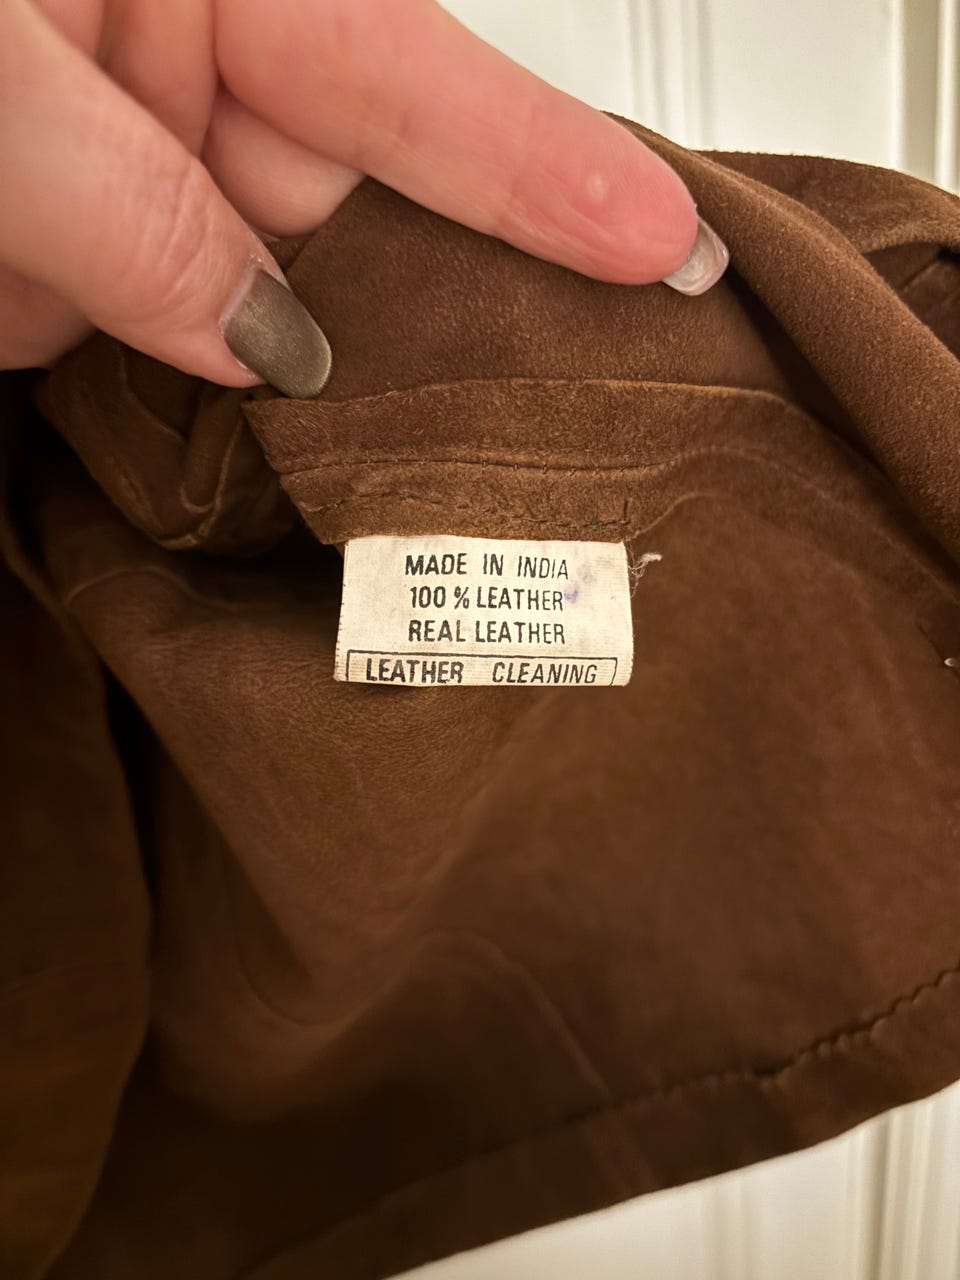 MADE IN INDIA
100 % LEATHER
REAL LEATHER
LEATHER CLEANING